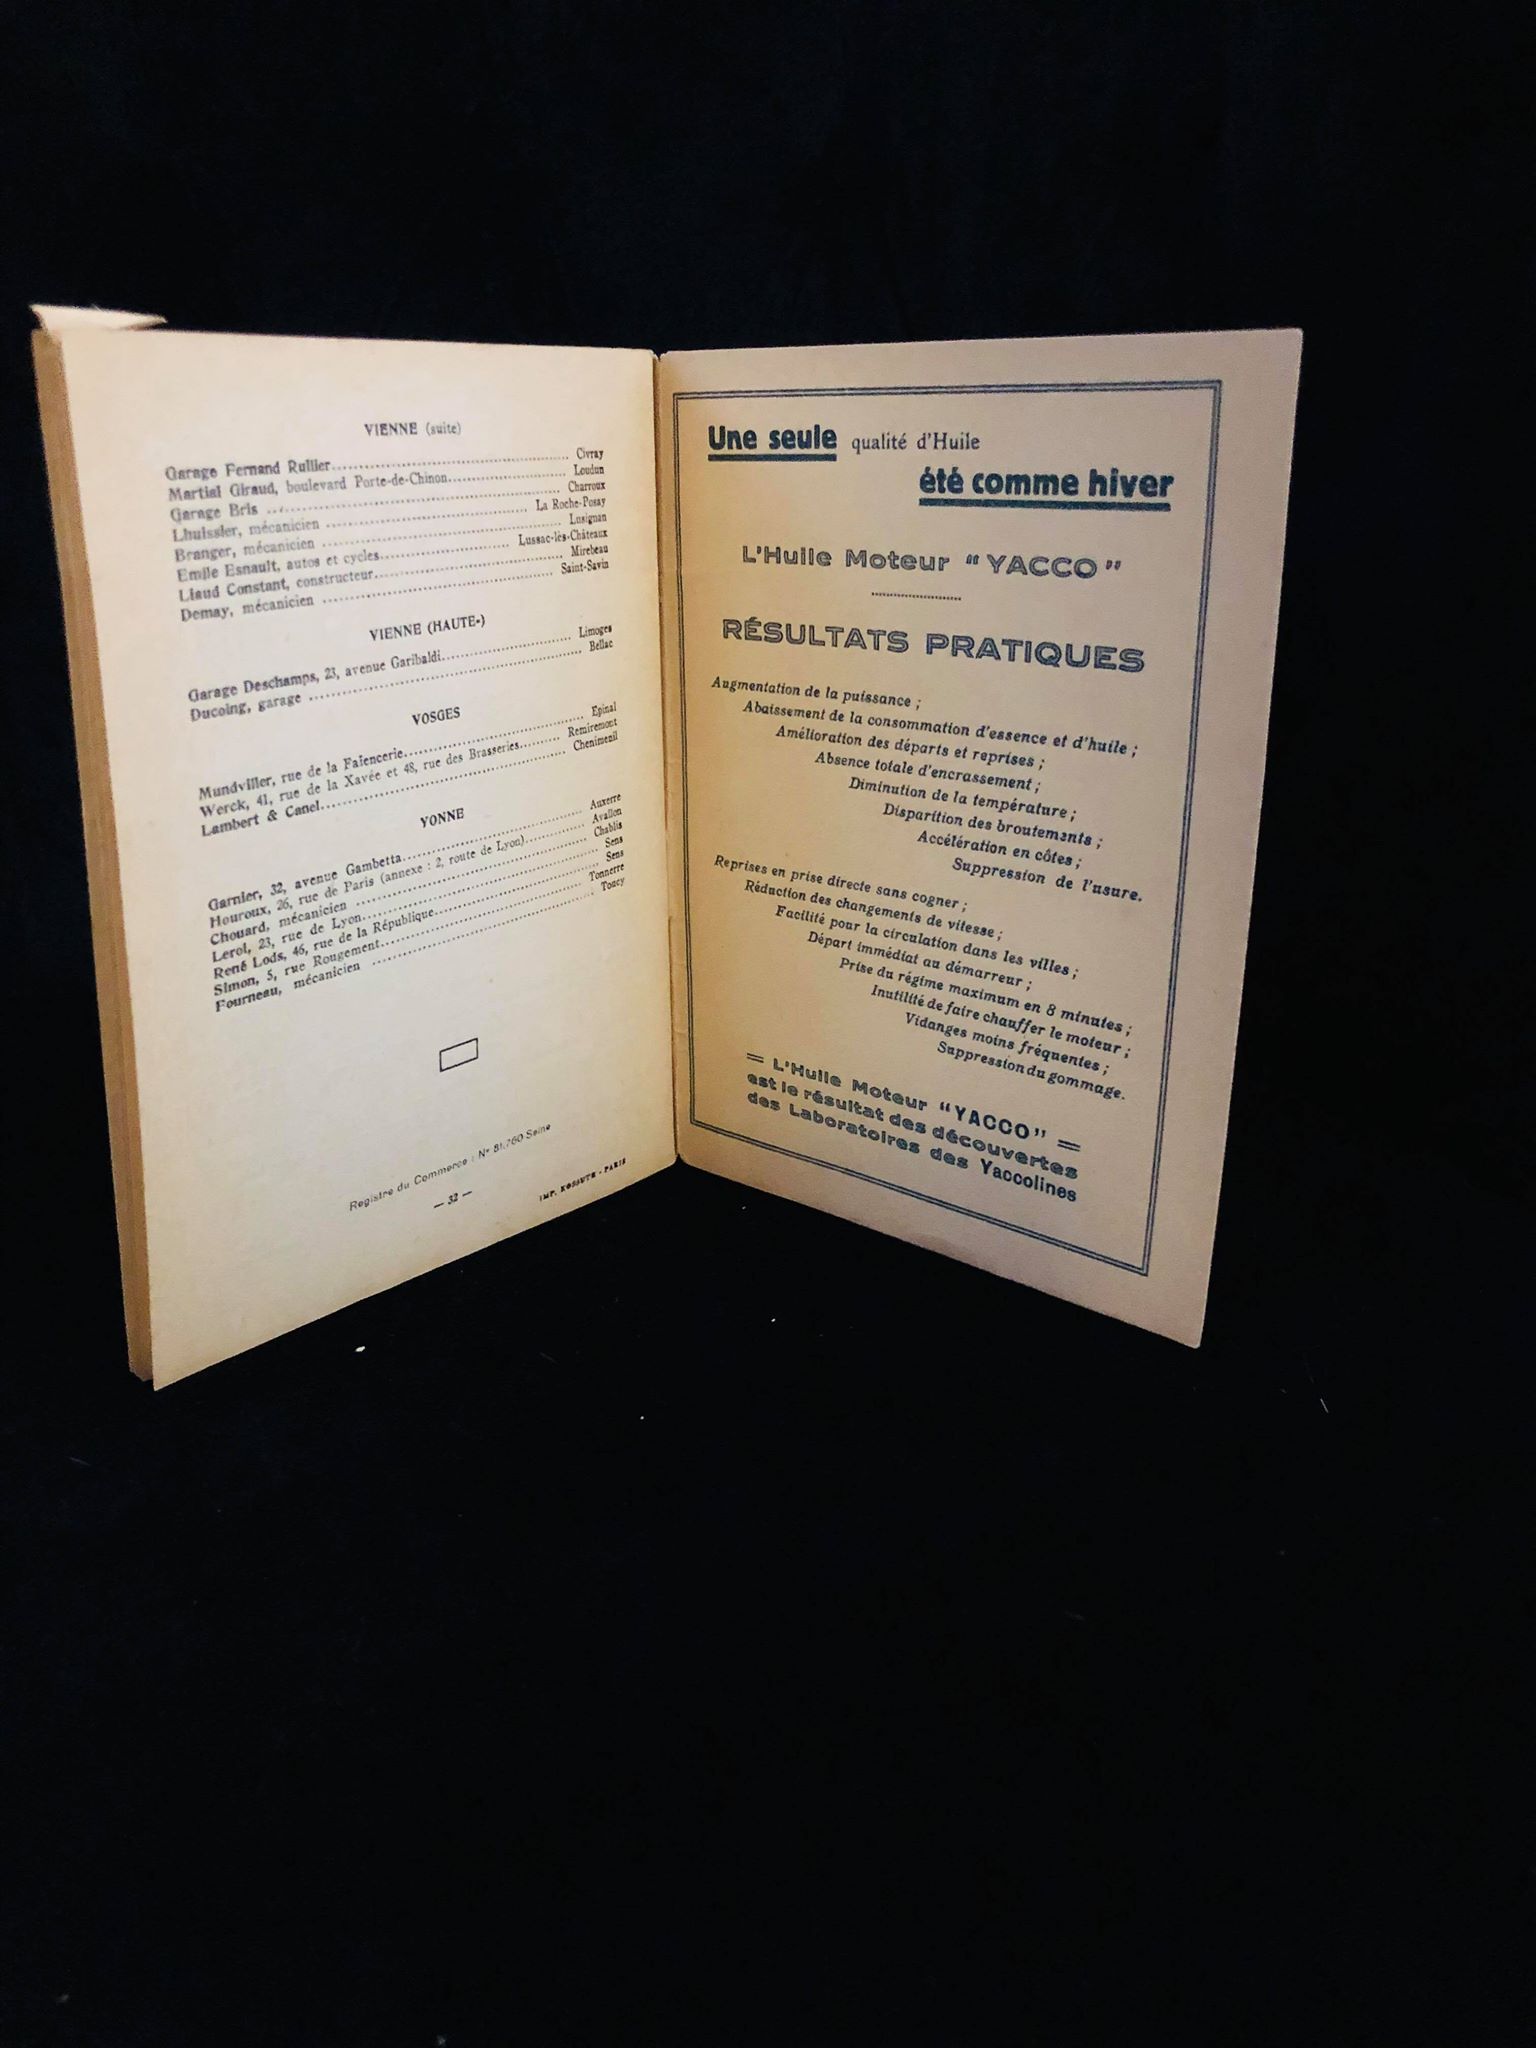 VIENNE (suite)
Garage Fernand Rullier........................................ Civray
Martial Giraud, boulevard Porte-de-Chinon.................... Loudun
Garage Bris .................................................. Charroux
Lhuissier, mécanicien ........................................ La Roche-Posay
Branger, mécanicien .......................................... Lusignan
Emile Esnault, autos et cycles................................ Lussac-lès-Châteaux
Liaud Constant, constructeur.................................. Mirebeau
Demay, mécanicien ............................................ Saint-Savin
VIENNE (HAUTE-)
Garage Deschamps, 23, avenue Garibaldi........................ Limoges
Ducoing, garage .............................................. Bellac
VOSGES
Mundviller, rue de la Faïencerie.............................. Epinal
Werck, 41, rue de la Xavée et 48, rue des Brasseries......... Remiremont
Lambert & Canel............................................... Chenimenil
YONNE
Garnier, 32, avenue Gambetta.................................. Auxerre
Houroux, 26, rue de Paris (annexe : 2, route de Lyon)......... Avallon
Chouard, mécanicien .......................................... Chablis
Lerol, 23, rue de Lyon........................................ Sens
René Lods, 46, rue de la République........................... Sens
Simon, 5, rue Rougement....................................... Tonnerre
Fourneau, mécanicien ......................................... Toucy
Registre du Commerce : N° 81.760 Seine
— 32 —
IMP. KOSSUTH - PARIS
Une seule qualité d'Huile
été comme hiver
L'Huile Moteur "YACCO"
RÉSULTATS PRATIQUES
Augmentation de la puissance ;
Abaissement de la consommation d'essence et d'huile ;
Amélioration des départs et reprises ;
Absence totale d'encrassement ;
Diminution de la température ;
Disparition des broutements ;
Accélération en côtes ;
Suppression de l'usure.
Reprises en prise directe sans cogner ;
Réduction des changements de vitesse ;
Facilité pour la circulation dans les villes ;
Départ immédiat au démarreur ;
Prise du régime maximum en 8 minutes ;
Inutilité de faire chauffer le moteur ;
Vidanges moins fréquentes ;
Suppression du gommage.
= L'Huile Moteur "YACCO" =
est le résultat des découvertes
des Laboratoires des Yaccolines